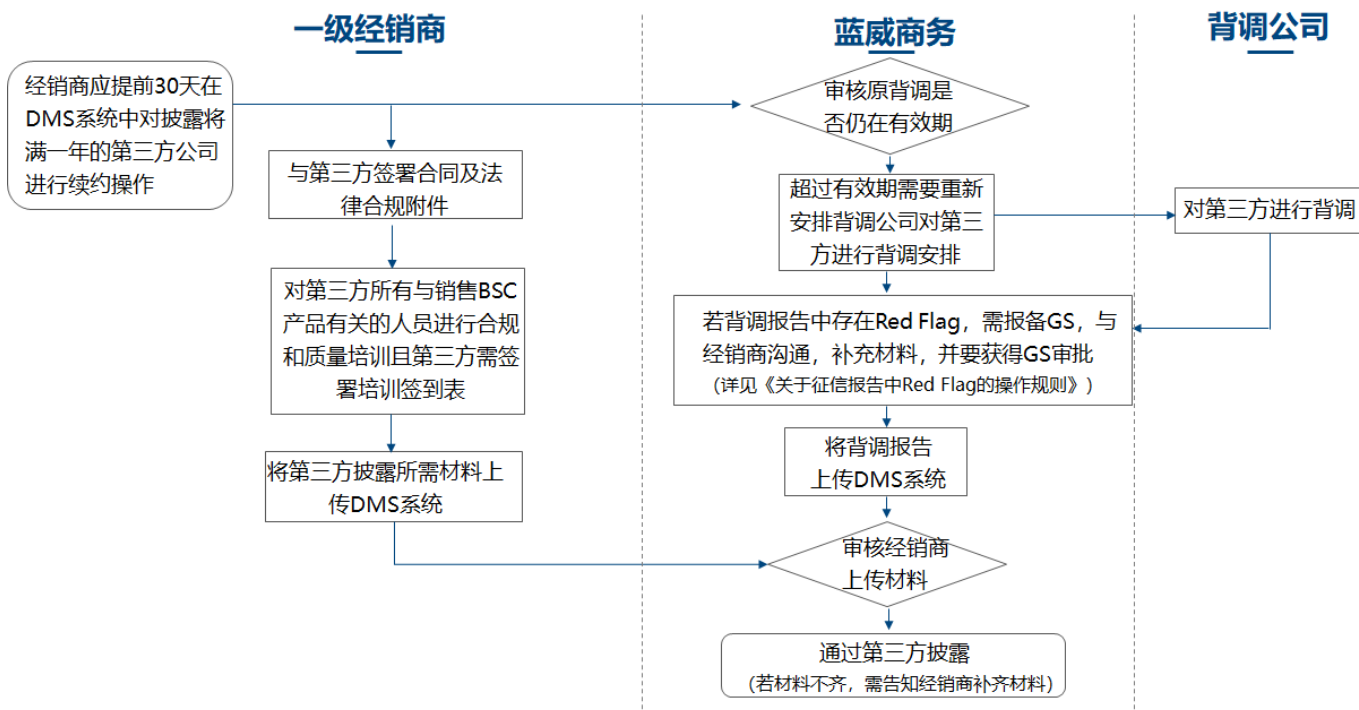 一级经销商
蓝威商务
背调公司
经销商应提前30天在
DMS系统中对披露将
满一年的第三方公司
进行续约操作
审核原背调是
否仍在有效期
与第三方签署合同及法
律合规附件
超过有效期需要重新
安排背调公司对第三
方进行背调安排
对第三方进行背调
对第三方所有与销售BSC
产品有关的人员进行合规
和质量培训且第三方需签
署培训签到表
若背调报告中存在Red Flag，需报备GS，与
经销商沟通，补充材料，并要获得GS审批
（详见《关于征信报告中Red Flag的操作规则》）
将第三方披露所需材料上
传DMS系统
将背调报告
上传DMS系统
审核经销商
上传材料
通过第三方披露
（若材料不齐，需告知经销商补齐材料）